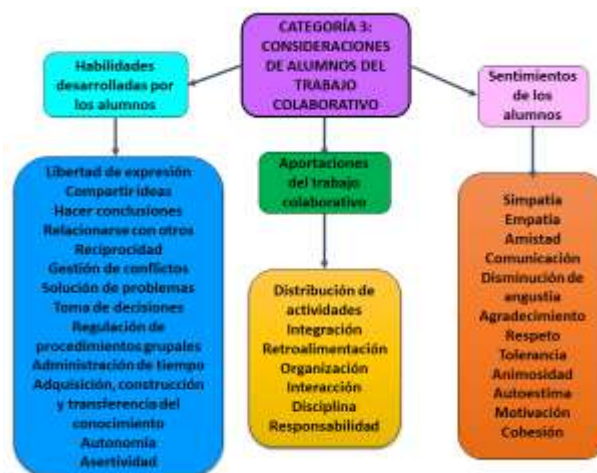 CATEGORÍA 3:
CONSIDERACIONES
DE ALUMNOS DEL
TRABAJO
COLABORATIVO
Habilidades
desarrolladas por
los alumnos
Libertad de expresión
Compartir ideas
Hacer conclusiones
Relacionarse con otros
Reciprocidad
Gestión de conflictos
Solución de problemas
Toma de decisiones
Regulación de
procedimientos grupales
Administración de tiempo
Adquisición, construcción
y transferencia del
conocimiento
Autonomía
Asertividad
Aportaciones
del trabajo
colaborativo
Distribución de
actividades
Integración
Retroalimentación
Organización
Interacción
Disciplina
Responsabilidad
Sentimientos
de los
alumnos
Simpatía
Empatía
Amistad
Comunicación
Disminución de
angustia
Agradecimiento
Respeto
Tolerancia
Animosidad
Autoestima
Motivación
Cohesión